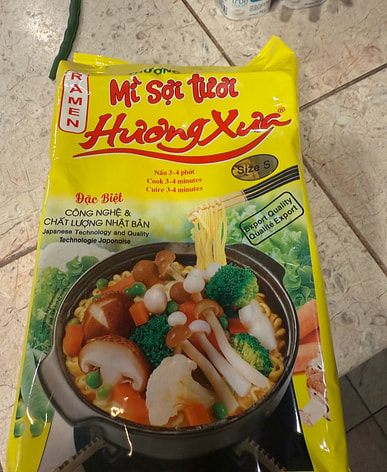 RAMEN
Mì Sợi tươi
Hương Xưa®
Nấu 3-4 phút
Cook 3-4 minutes
Cuire 3-4 minutes
Size S
Đặc Biệt
CÔNG NGHỆ &
CHẤT LƯỢNG NHẬT BẢN
Japanese Technology and Quality
Technologie Japonaise
Export Quality
Qualité Export